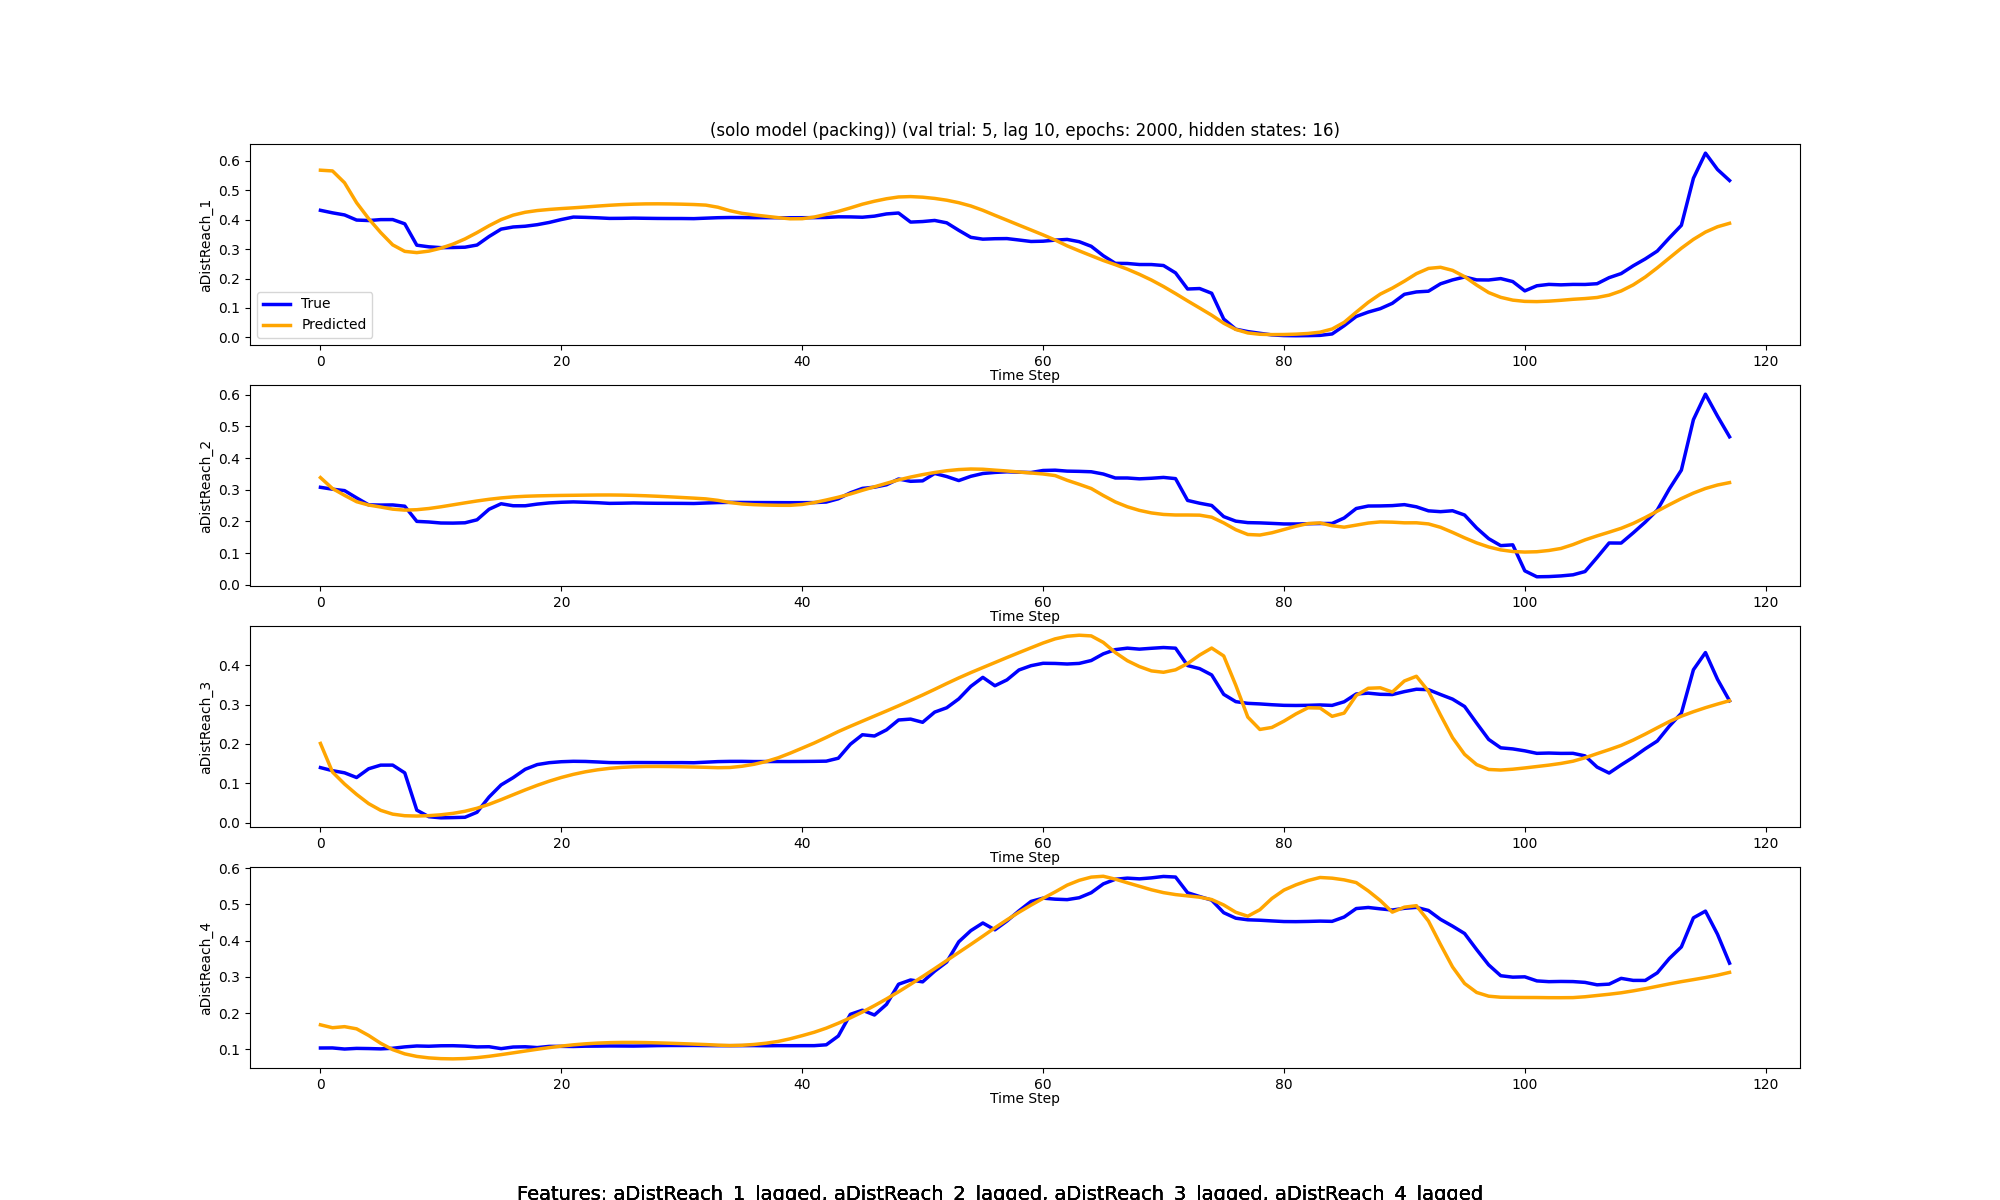 (solo model (packing)) (val trial: 5, lag 10, epochs: 2000, hidden states: 16)
0.6
0.5
0.4
0.3
0.2
0.1
0.0
aDistReach_1
True
Predicted
0 20 40 60 80 100 120
Time Step
0.6
0.5
0.4
0.3
0.2
0.1
0.0
aDistReach_2
0 20 40 60 80 100 120
Time Step
0.4
0.3
0.2
0.1
0.0
aDistReach_3
0 20 40 60 80 100 120
Time Step
0.6
0.5
0.4
0.3
0.2
0.1
aDistReach_4
0 20 40 60 80 100 120
Time Step
Features: aDistReach_1_lagged, aDistReach_2_lagged, aDistReach_3_lagged, aDistReach_4_lagged